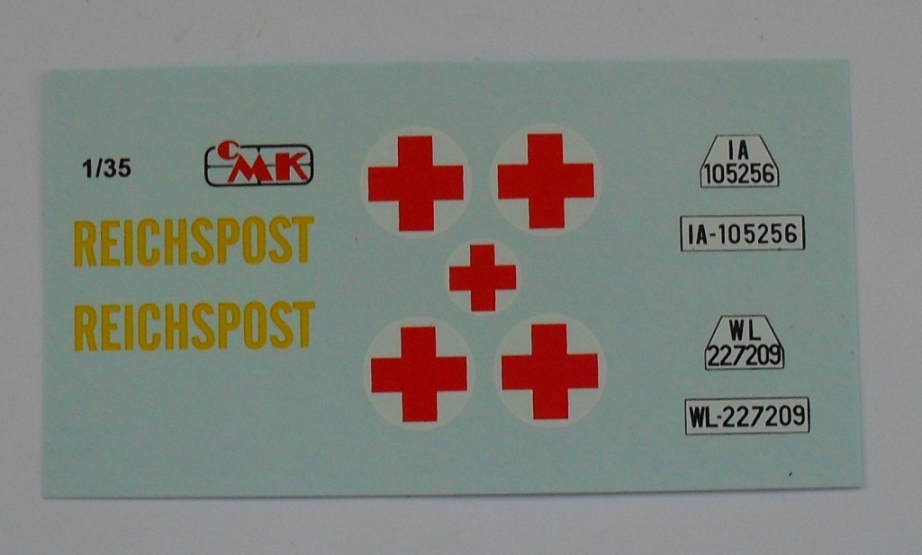 1/35
CMK
REICHSPOST
REICHSPOST
IA
105256
IA-105256
WL
227209
WL-227209